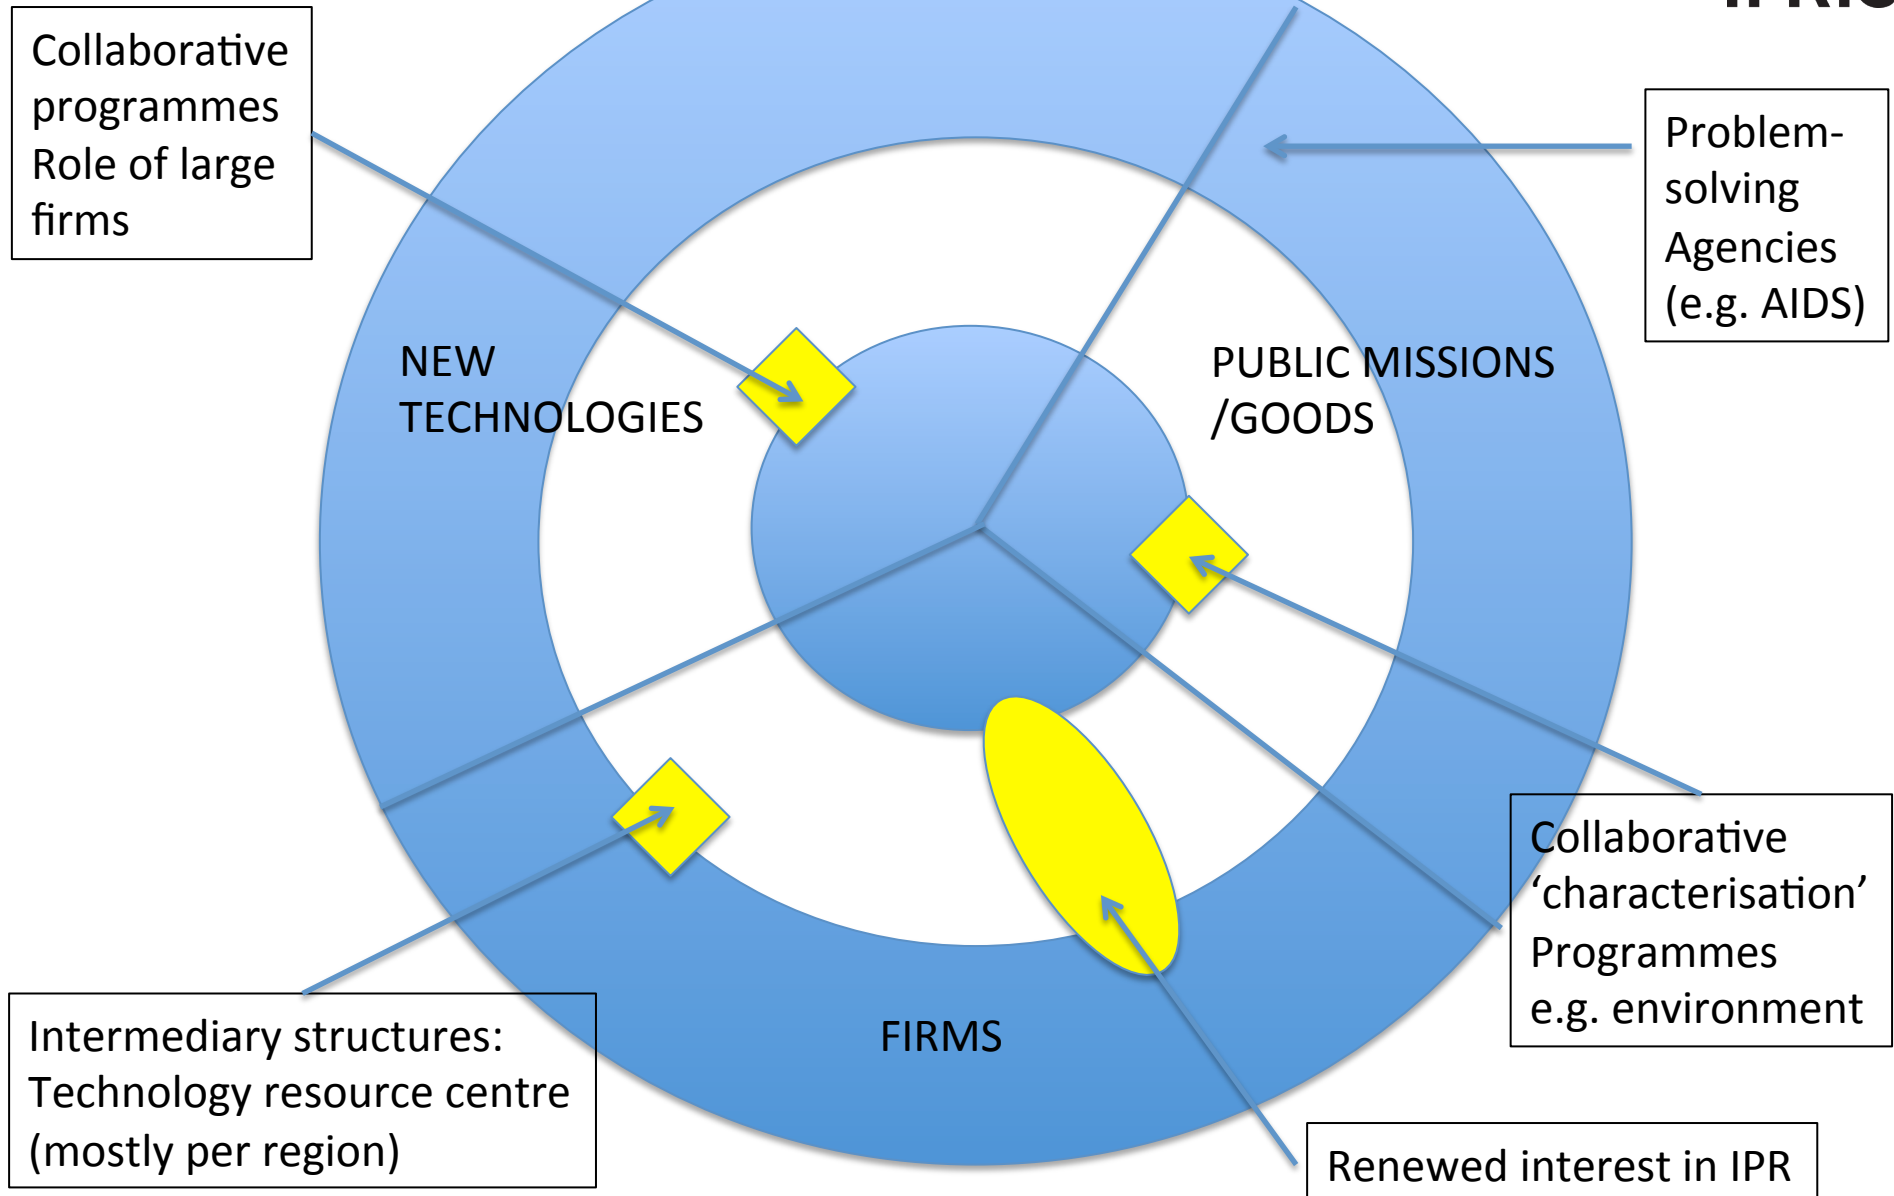 Collaborative
programmes
Role of large
firms
Problem-
solving
Agencies
(e.g. AIDS)
NEW
TECHNOLOGIES
PUBLIC MISSIONS
/GOODS
Collaborative
‘characterisation’
Programmes
e.g. environment
Intermediary structures:
Technology resource centre
(mostly per region)
FIRMS
Renewed interest in IPR